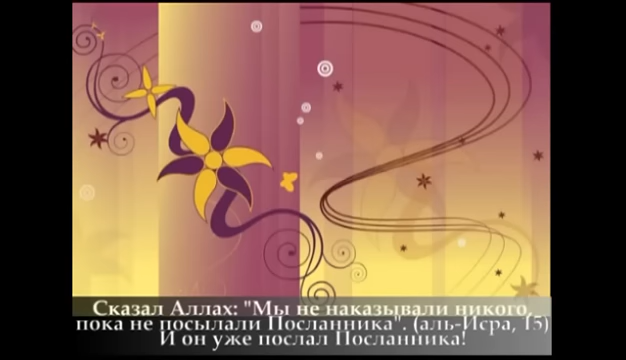 Сказал Аллах: "Мы не наказывали никого,
пока не посылали Посланника". (аль-Исра, 15)
И он уже послал Посланника!